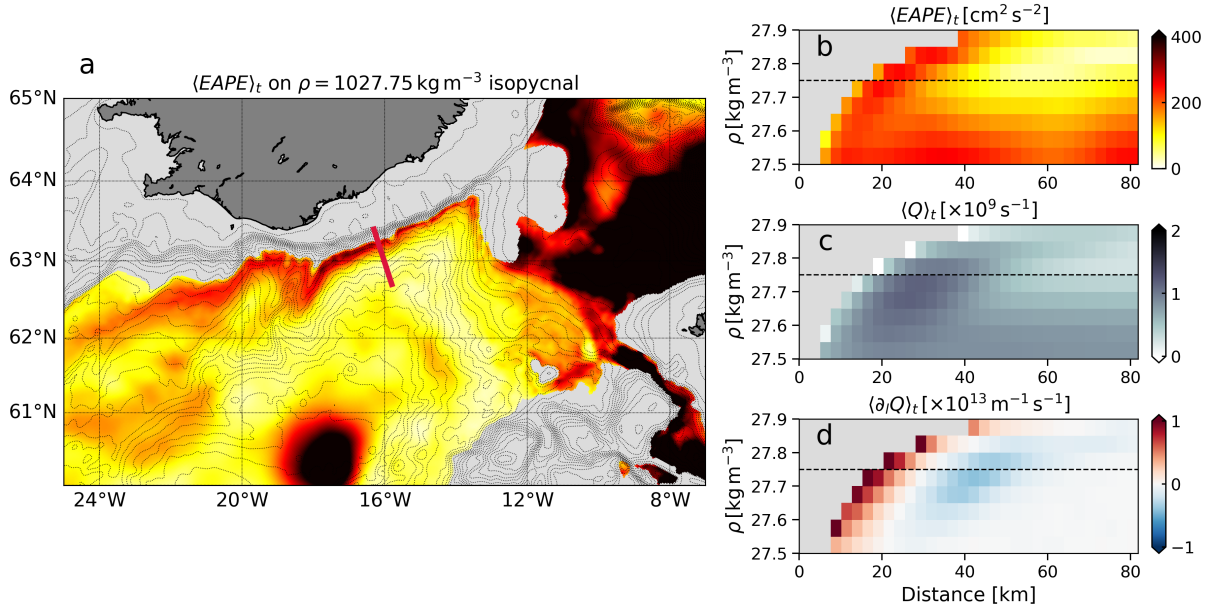 a
⟨EAPE⟩t on ρ = 1027.75 kg m−3 isopycnal
65°N
64°N
63°N
62°N
61°N
24°W
20°W
16°W
12°W
8°W
⟨EAPE⟩t [cm2 s−2]
b
27.9
27.8
27.7
27.6
27.5
ρ [kg m−3]
0
20
40
60
80
400
200
0
⟨Q⟩t [×10^9 s−1]
c
27.9
27.8
27.7
27.6
27.5
ρ [kg m−3]
0
20
40
60
80
2
1
0
⟨∂lQ⟩t [×10^13 m−1 s−1]
d
27.9
27.8
27.7
27.6
27.5
ρ [kg m−3]
0
20
40
60
80
Distance [km]
1
0
−1